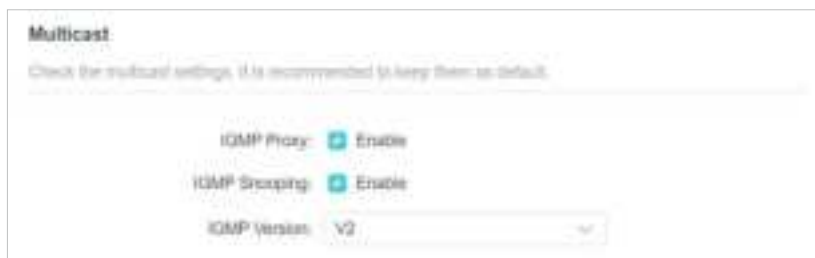 Multicast
Check the multicast settings. It is recommended to keep them as default.
IGMP Proxy: Enable
IGMP Snooping: Enable
IGMP Version: V2